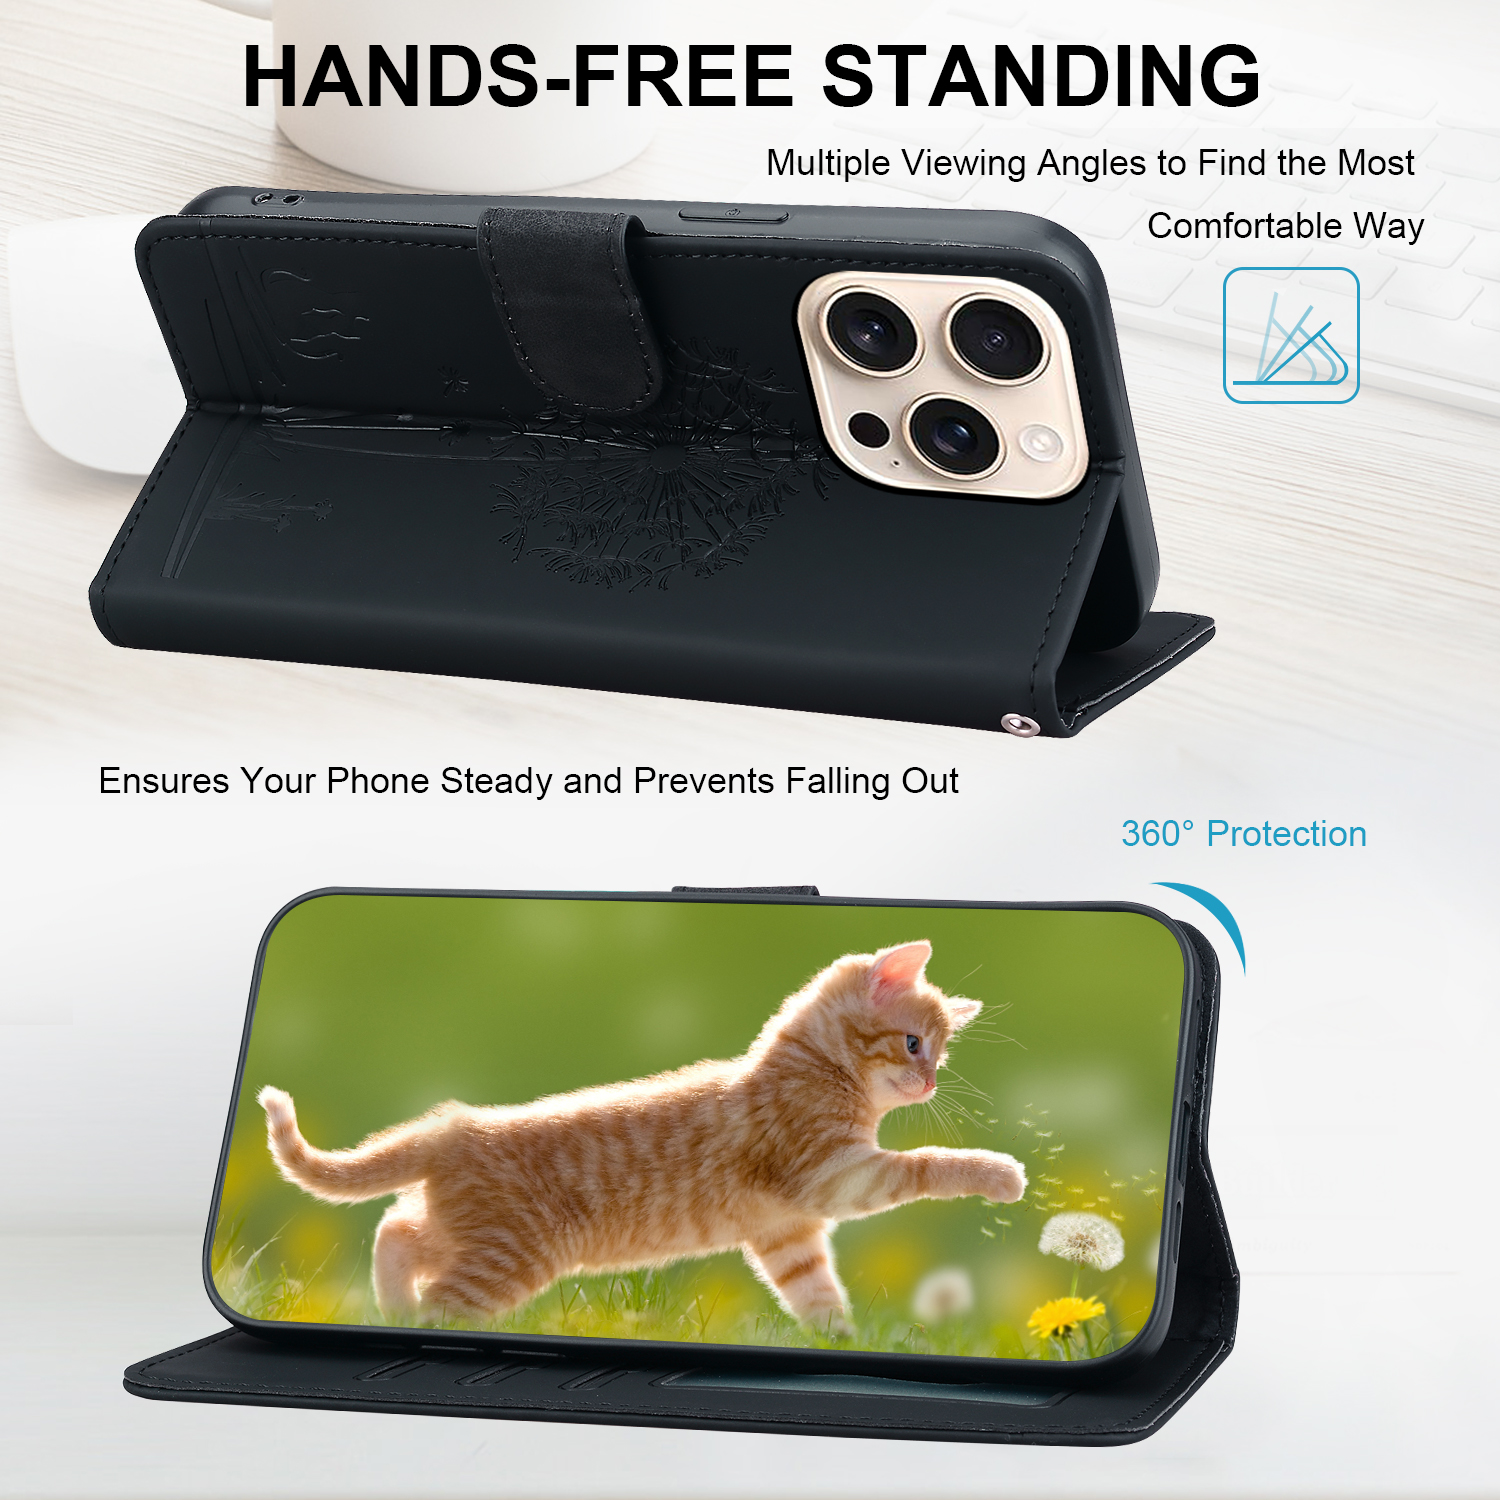 HANDS-FREE STANDING
Multiple Viewing Angles to Find the Most
Comfortable Way
Ensures Your Phone Steady and Prevents Falling Out
360° Protection